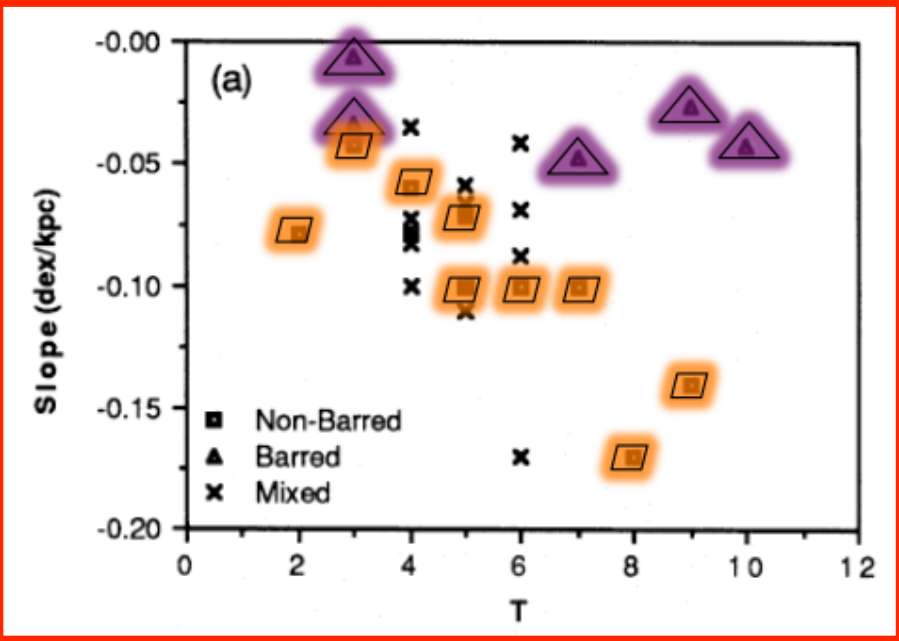 -0.00
(a)
-0.05
-0.10
-0.15
-0.20
Slope (dex/kpc)
Non-Barred
Barred
Mixed
0 2 4 6 8 10 12
T